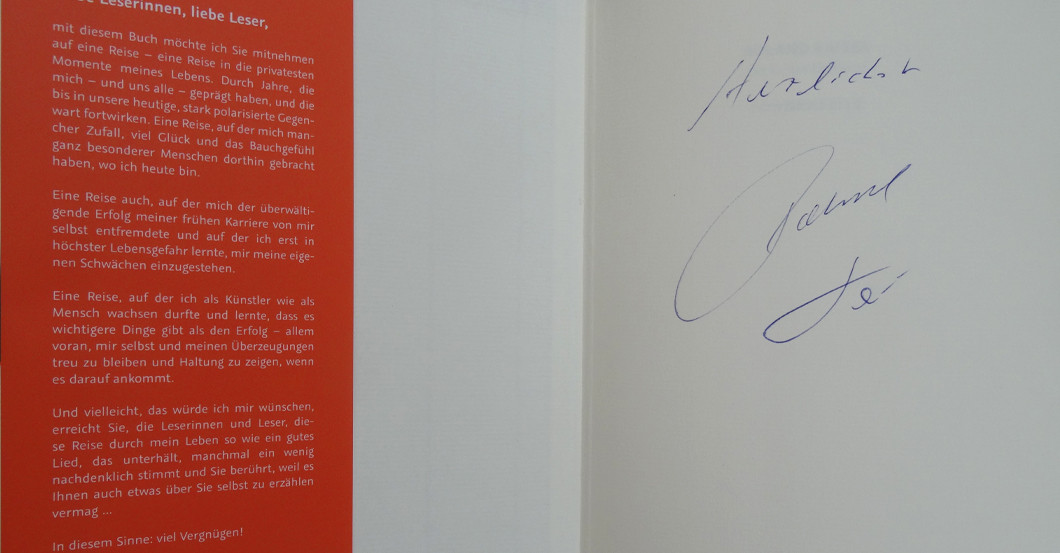 Leserinnen, liebe Leser,
mit diesem Buch möchte ich Sie mitnehmen
auf eine Reise – eine Reise in die privatesten
Momente meines Lebens. Durch Jahre, die
mich – und uns alle – geprägt haben, und die
bis in unsere heutige, stark polarisierte Gegen-
wart fortwirken. Eine Reise, auf der mich man-
cher Zufall, viel Glück und das Bauchgefühl
ganz besonderer Menschen dorthin gebracht
haben, wo ich heute bin.
Eine Reise auch, auf der mich der überwälti-
gende Erfolg meiner frühen Karriere von mir
selbst entfremdete und auf der ich erst in
höchster Lebensgefahr lernte, mir meine eige-
nen Schwächen einzugestehen.
Eine Reise, auf der ich als Künstler wie als
Mensch wachsen durfte und lernte, dass es
wichtigere Dinge gibt als den Erfolg – allem
voran, mir selbst und meinen Überzeugungen
treu zu bleiben und Haltung zu zeigen, wenn
es darauf ankommt.
Und vielleicht, das würde ich mir wünschen,
erreicht Sie, die Leserinnen und Leser, die-
se Reise durch mein Leben so wie ein gutes
Lied, das unterhält, manchmal ein wenig
nachdenklich stimmt und Sie berührt, weil es
Ihnen auch etwas über Sie selbst zu erzählen
vermag ...
In diesem Sinne: viel Vergnügen!
Herzlichst